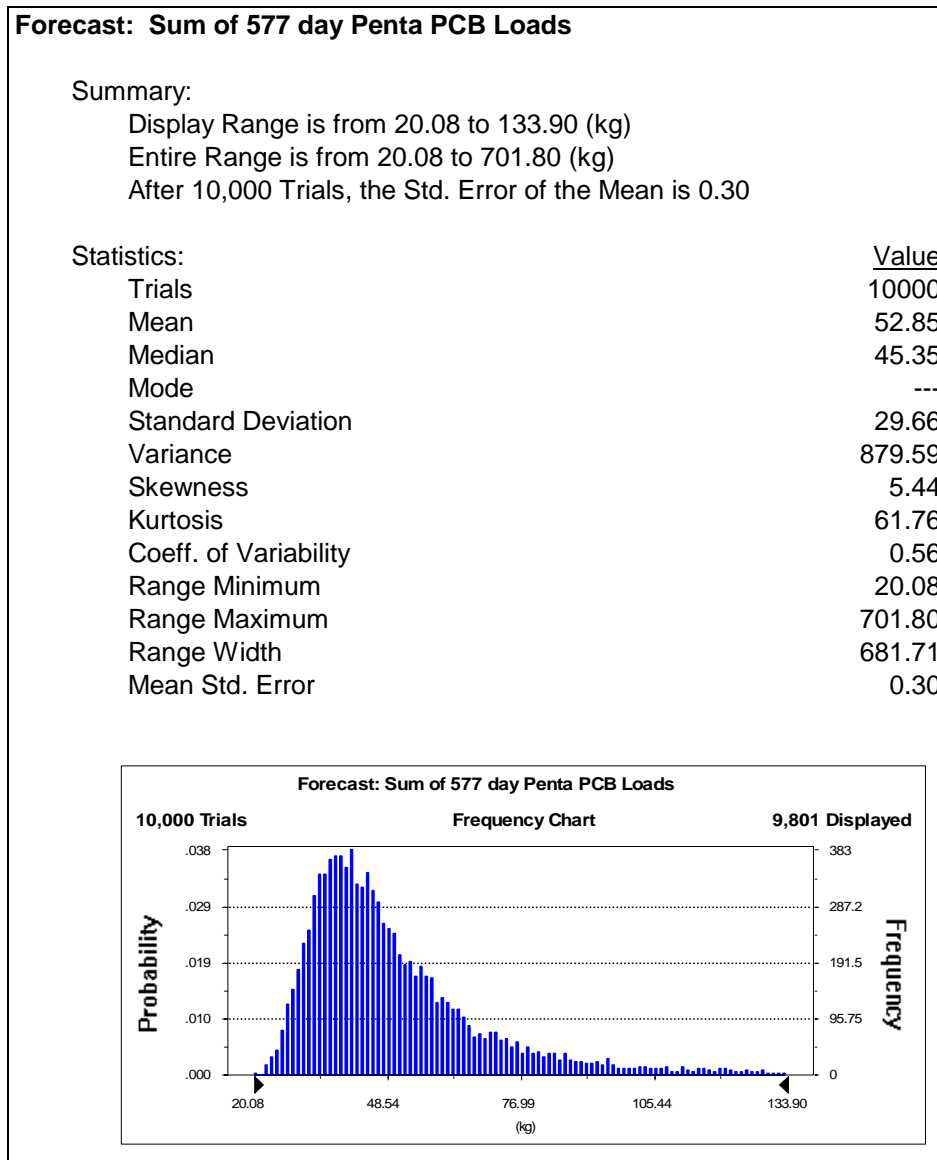 Forecast: Sum of 577 day Penta PCB Loads
Summary:
Display Range is from 20.08 to 133.90 (kg)
Entire Range is from 20.08 to 701.80 (kg)
After 10,000 Trials, the Std. Error of the Mean is 0.30
Statistics: Value
Trials 10000
Mean 52.85
Median 45.35
Mode ---
Standard Deviation 29.66
Variance 879.59
Skewness 5.44
Kurtosis 61.76
Coeff. of Variability 0.56
Range Minimum 20.08
Range Maximum 701.80
Range Width 681.71
Mean Std. Error 0.30
Forecast: Sum of 577 day Penta PCB Loads
10,000 Trials Frequency Chart 9,801 Displayed
.038 383
.029 287.2
.019 191.5
.010 95.75
.000 0
Probability
Frequency
20.08 48.54 76.99 105.44 133.90
(kg)